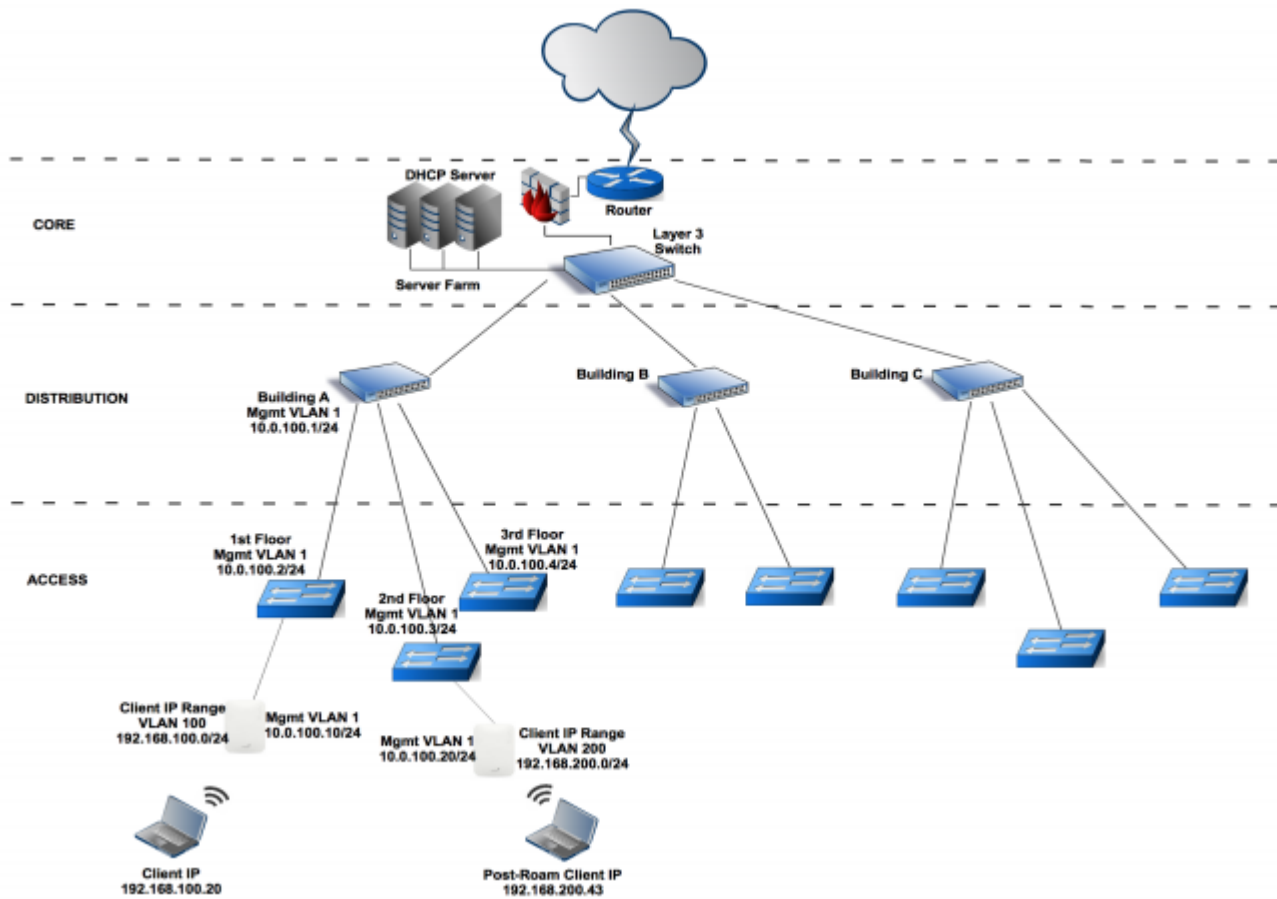 DHCP Server
Router
CORE
Layer 3
Switch
Server Farm
Building A
Mgmt VLAN 1
10.0.100.1/24
Building B
Building C
DISTRIBUTION
1st Floor
Mgmt VLAN 1
10.0.100.2/24
3rd Floor
Mgmt VLAN 1
10.0.100.4/24
ACCESS
2nd Floor
Mgmt VLAN 1
10.0.100.3/24
Client IP Range
VLAN 100
192.168.100.0/24
Mgmt VLAN 1
10.0.100.10/24
Mgmt VLAN 1
10.0.100.20/24
Client IP Range
VLAN 200
192.168.200.0/24
Client IP
192.168.100.20
Post-Roam Client IP
192.168.200.43